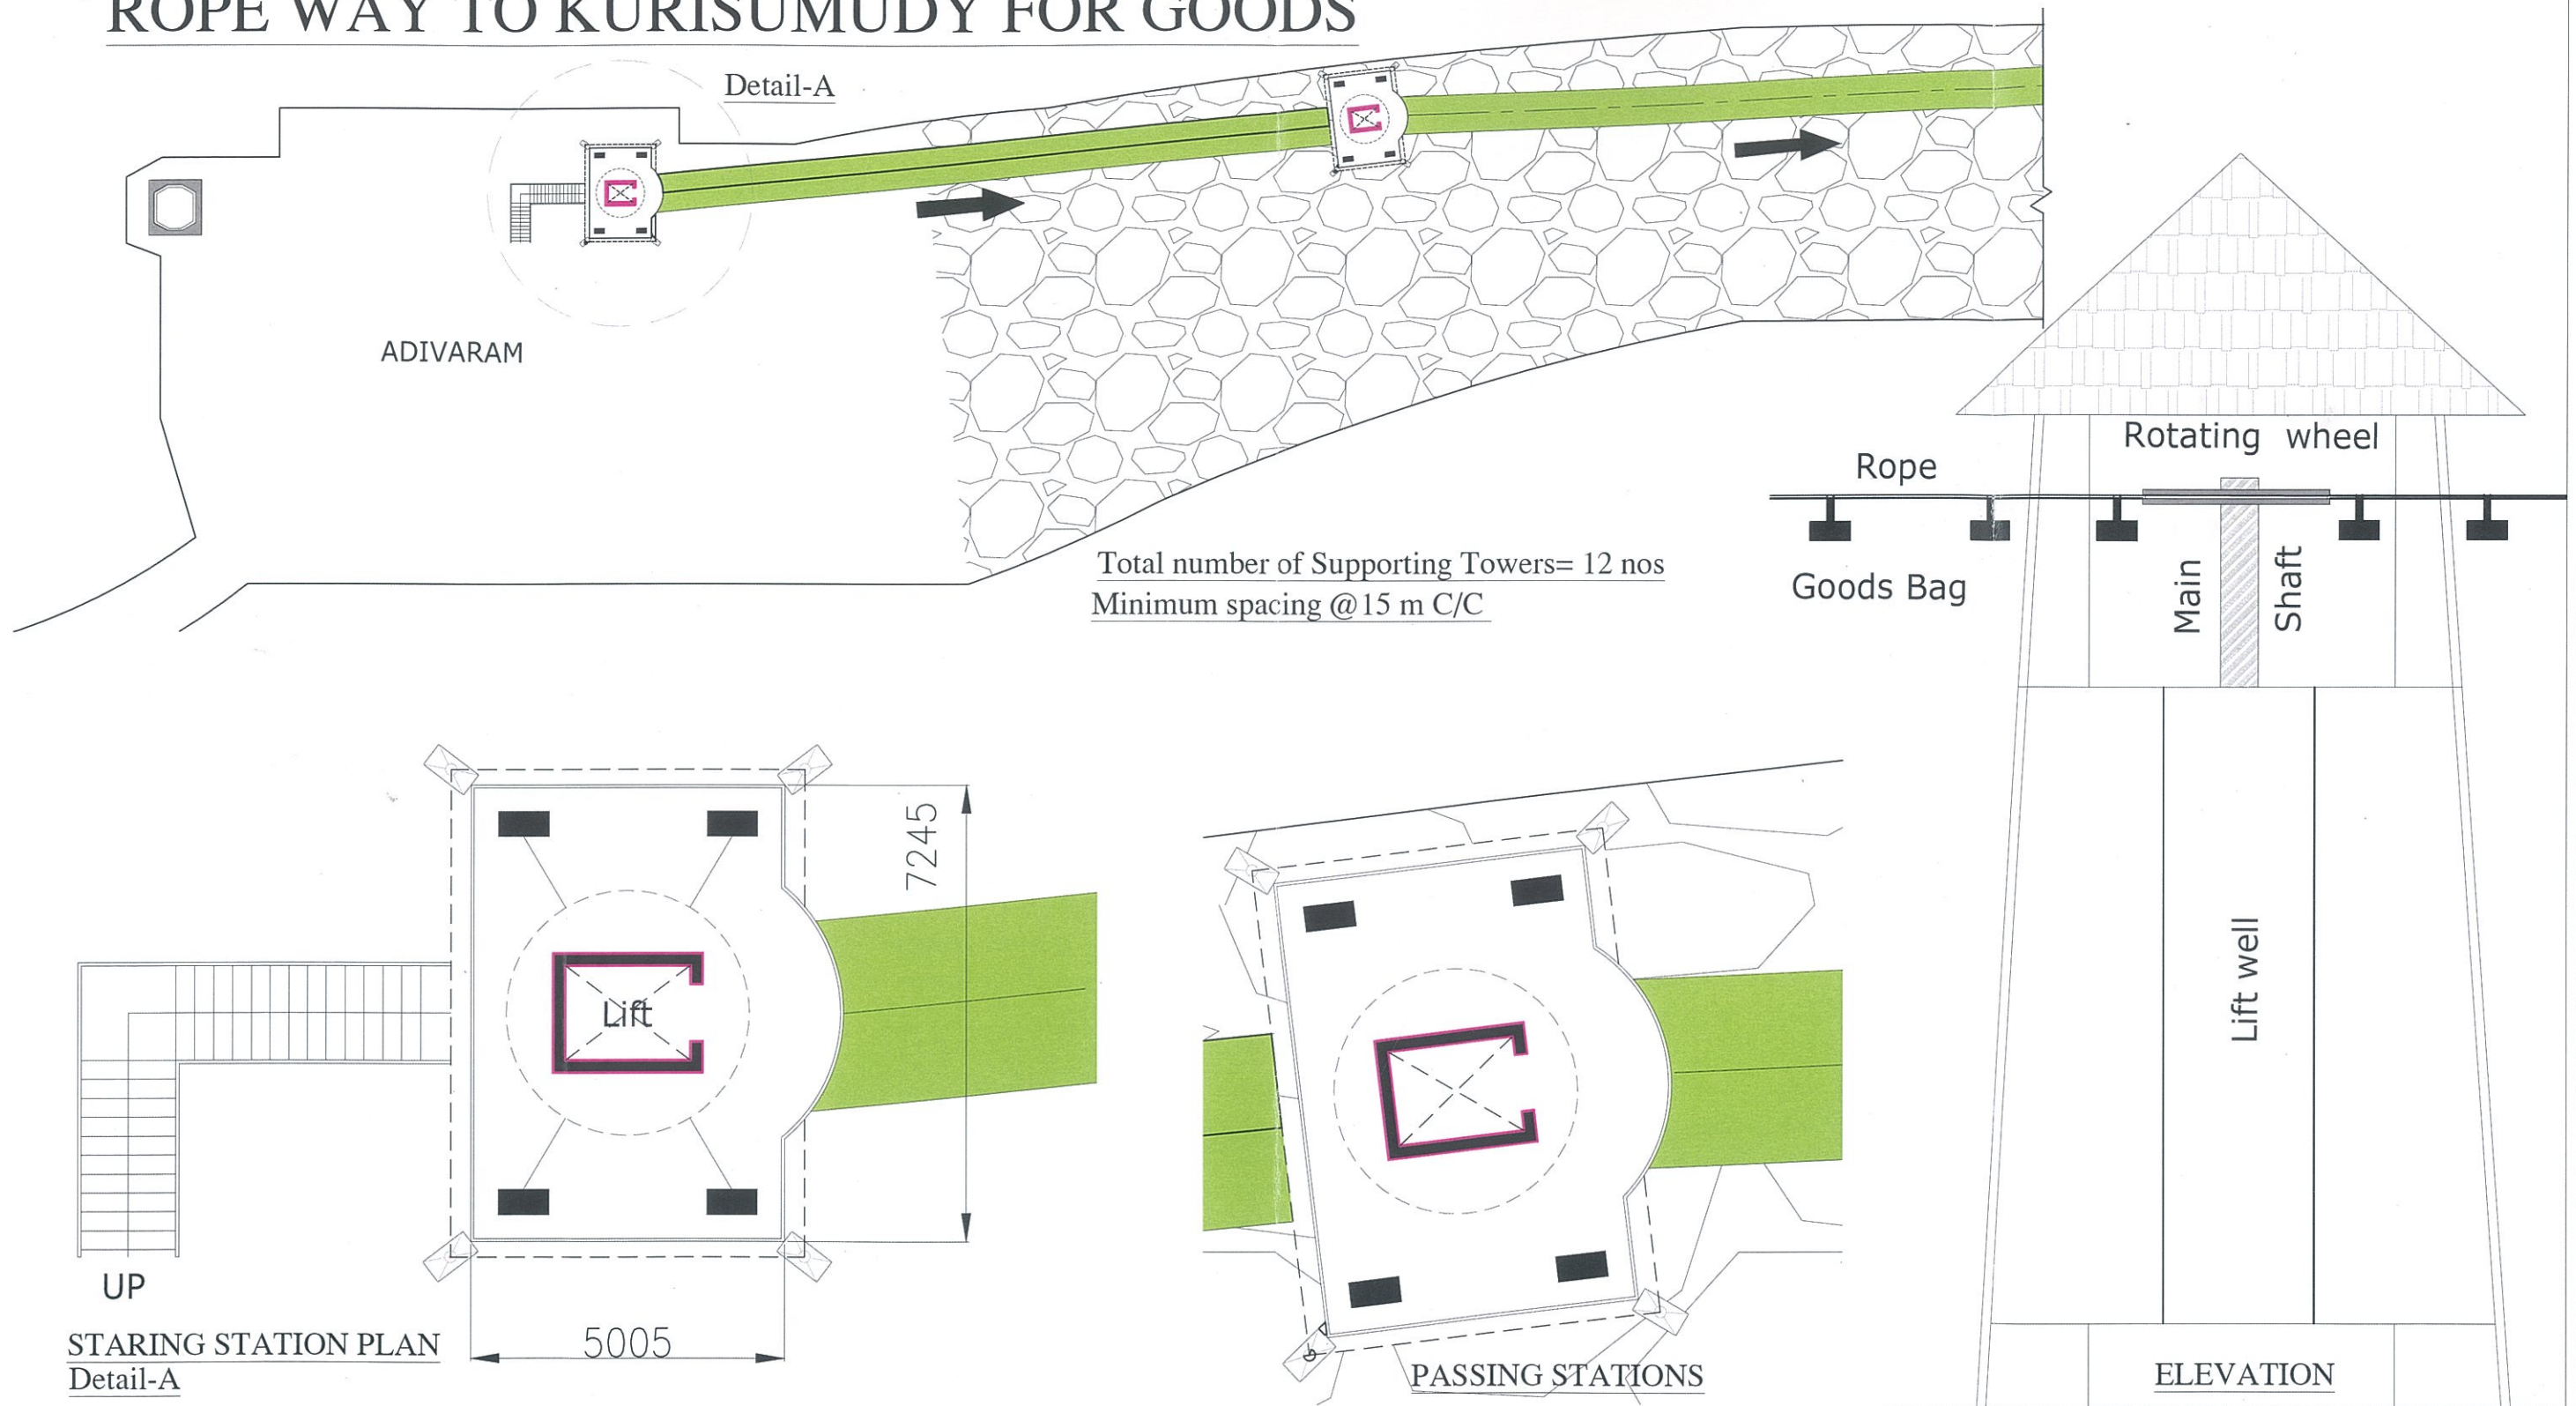 ROPE WAY TO KURISUMUDY FOR GOODS
Detail-A
ADIVARAM
Total number of Supporting Towers= 12 nos
Minimum spacing @15 m C/C
Rotating wheel
Rope
Goods Bag
Main
Shaft
Lift well
ELEVATION
7245
Lift
UP
5005
STARING STATION PLAN
Detail-A
PASSING STATIONS